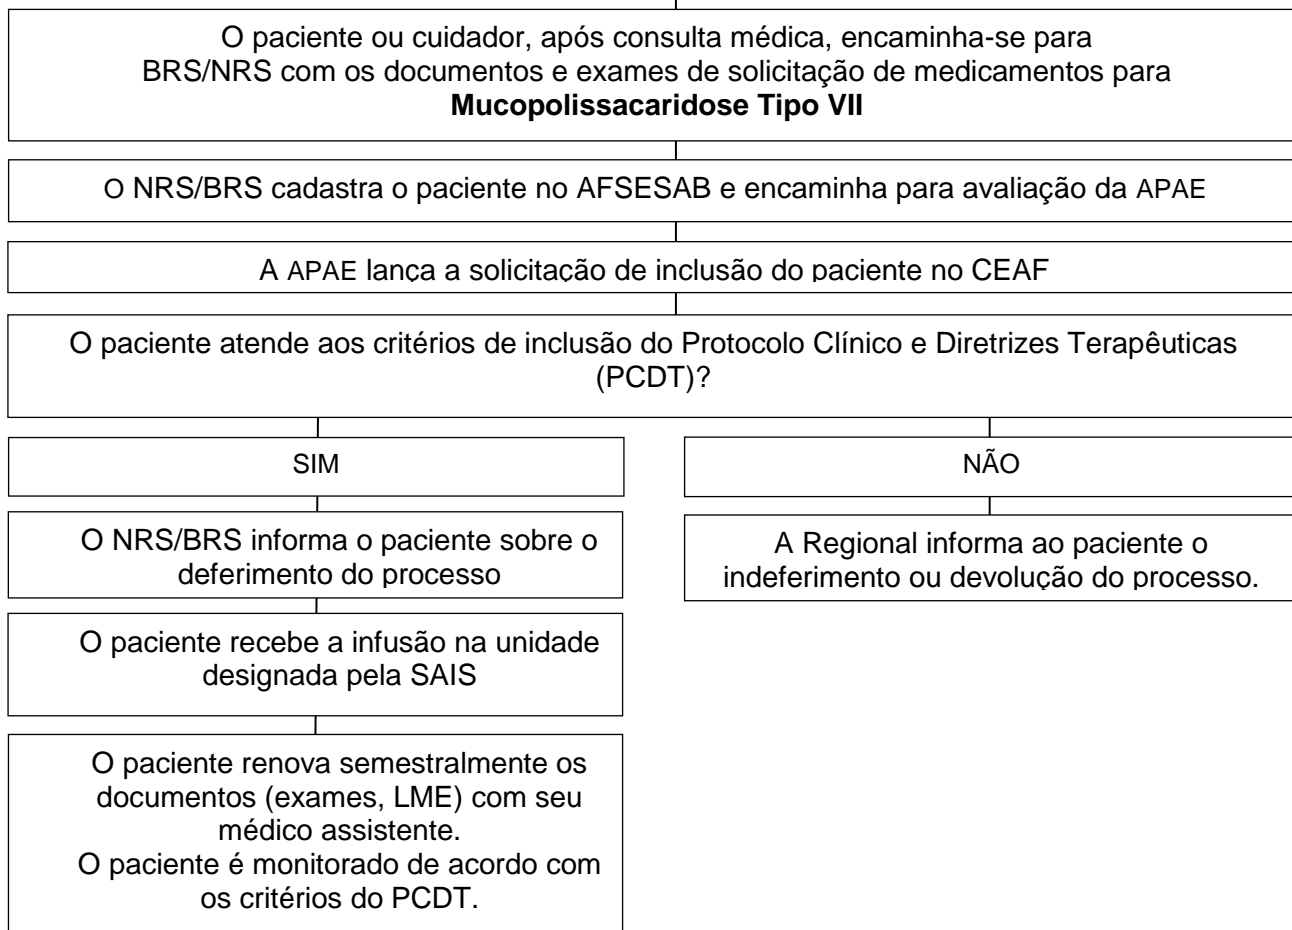 O paciente ou cuidador, após consulta médica, encaminha-se para
BRS/NRS com os documentos e exames de solicitação de medicamentos para
Mucopolissacaridose Tipo VII
O NRS/BRS cadastra o paciente no AFSESAB e encaminha para avaliação da APAE
A APAE lança a solicitação de inclusão do paciente no CEAF
O paciente atende aos critérios de inclusão do Protocolo Clínico e Diretrizes Terapêuticas
(PCDT)?
SIM
NÃO
O NRS/BRS informa o paciente sobre o
deferimento do processo
A Regional informa ao paciente o
indeferimento ou devolução do processo.
O paciente recebe a infusão na unidade
designada pela SAIS
O paciente renova semestralmente os
documentos (exames, LME) com seu
médico assistente.
O paciente é monitorado de acordo com
os critérios do PCDT.